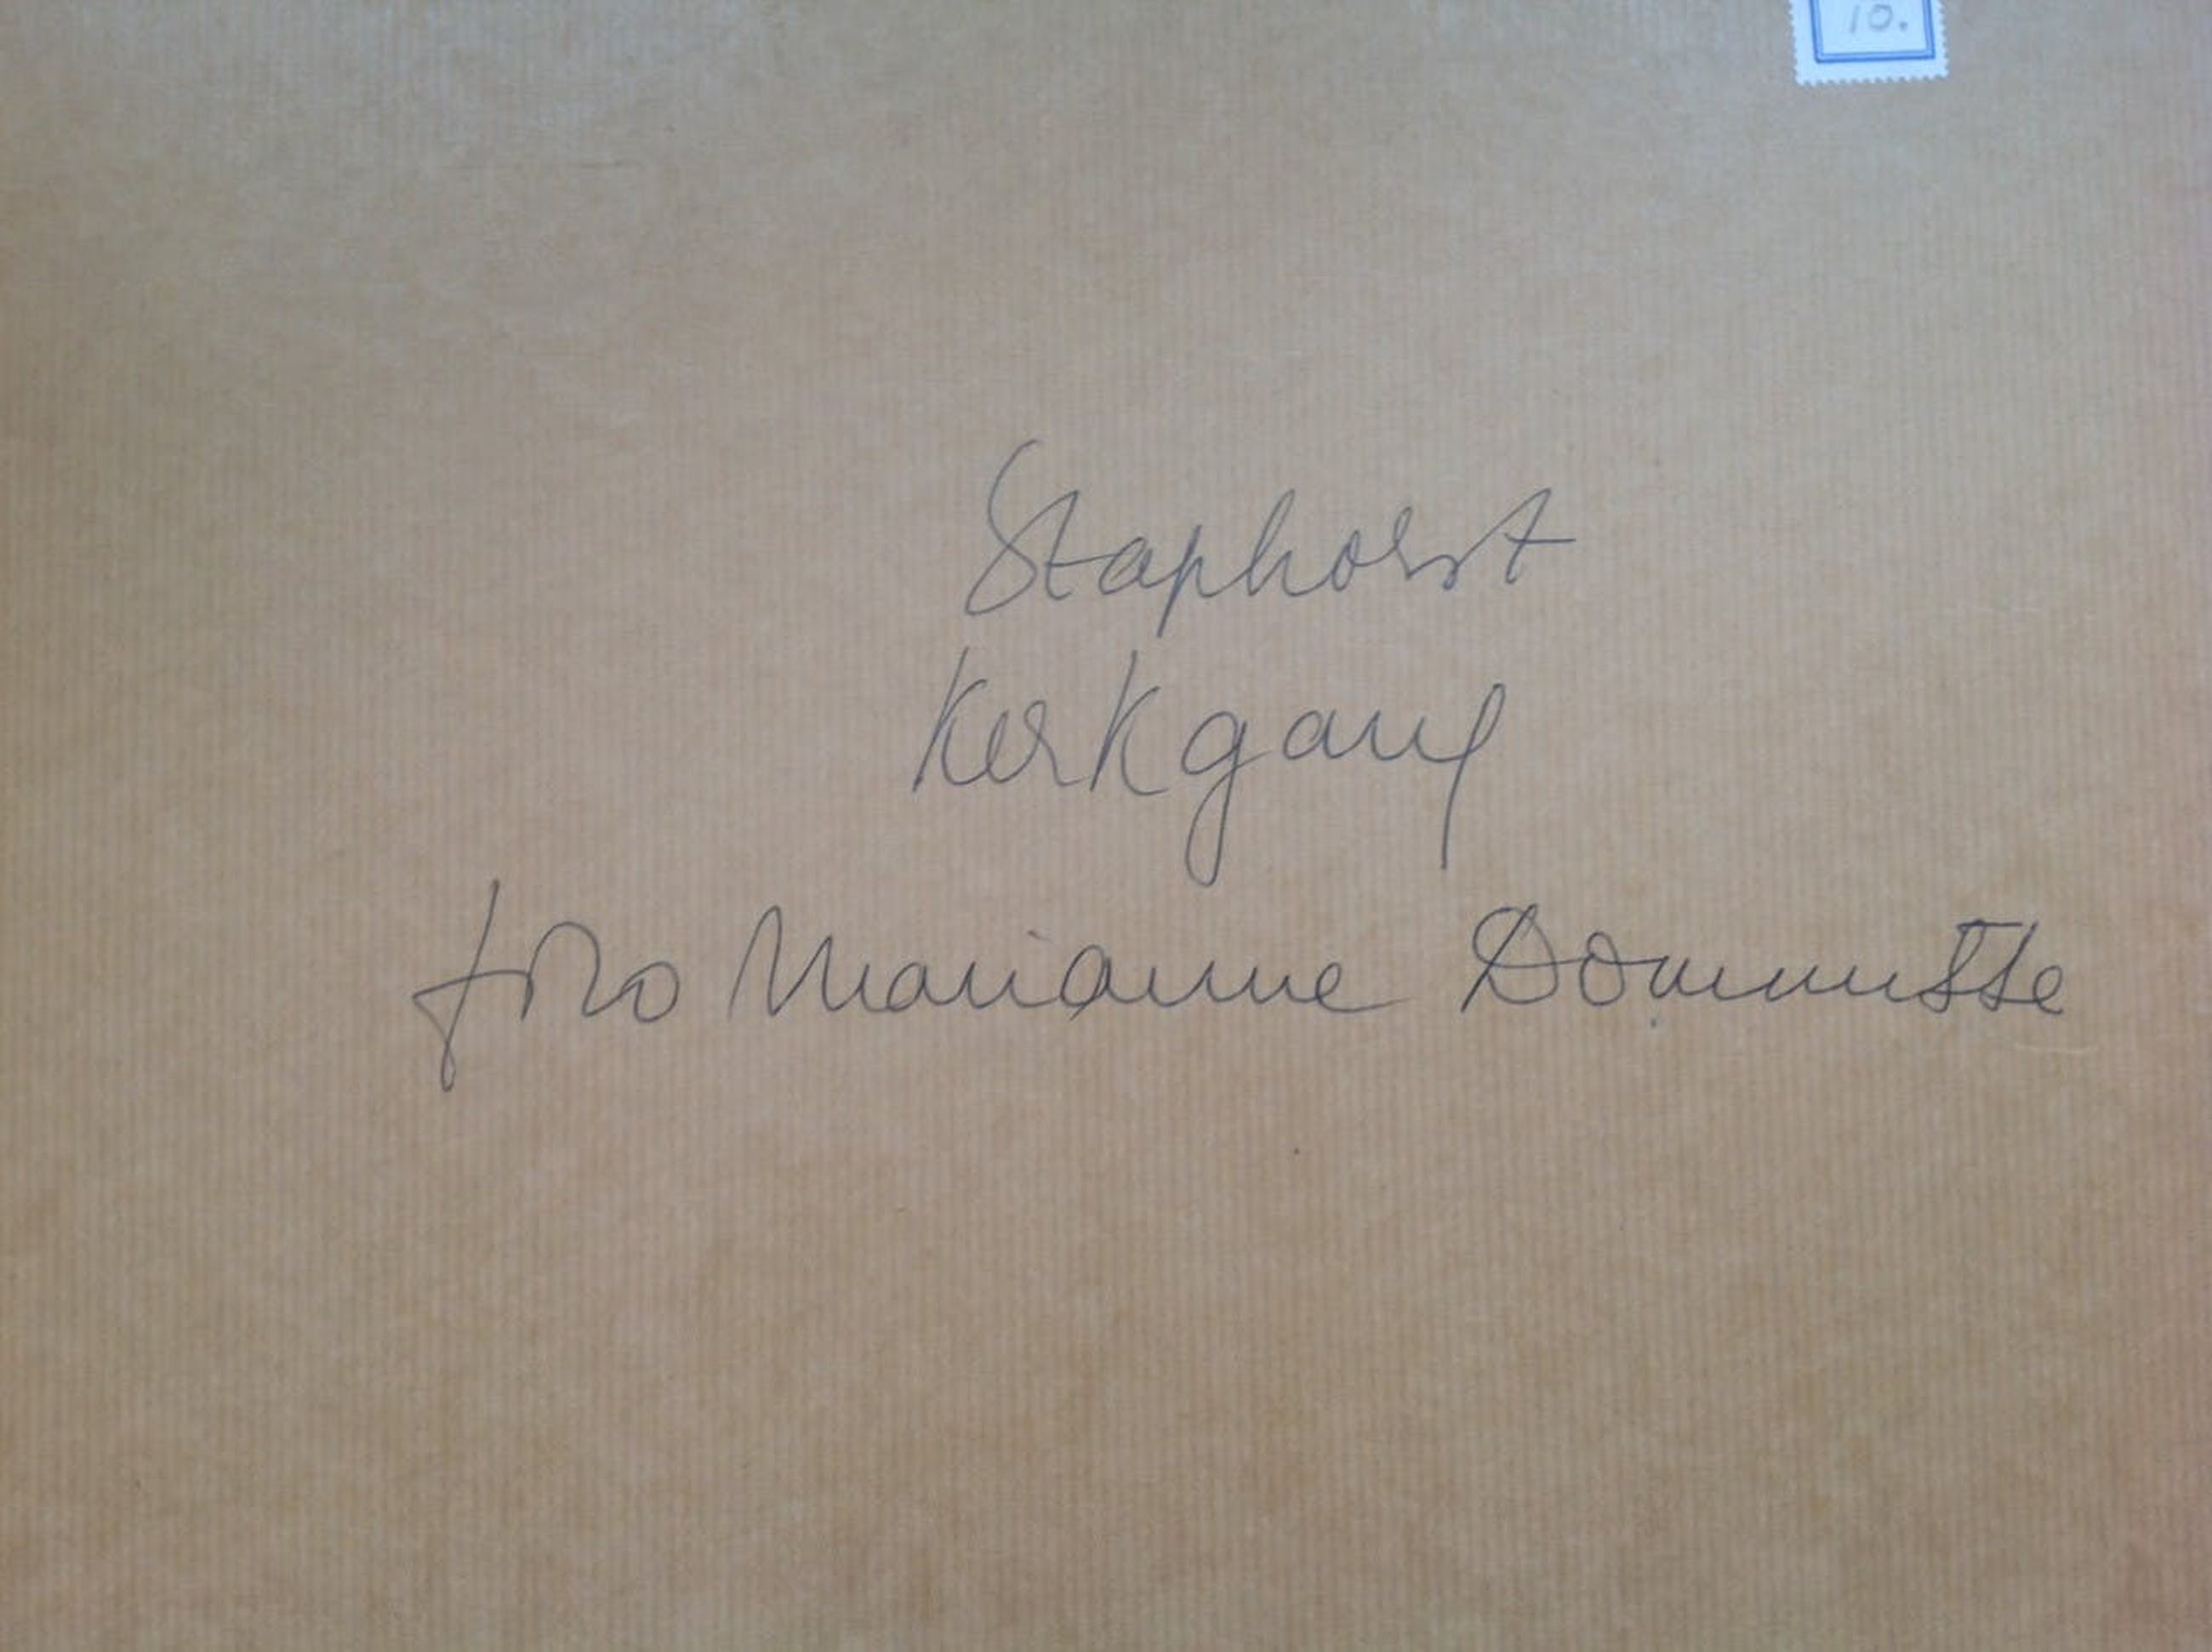 10.
Staphorst
Kerkgang
foto Marianne Dommisse